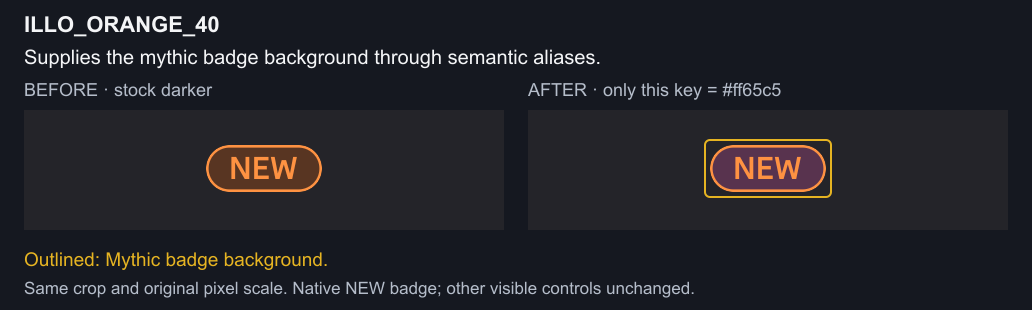 ILLO_ORANGE_40
Supplies the mythic badge background through semantic aliases.
BEFORE · stock darker
AFTER · only this key = #ff65c5
NEW
NEW
Outlined: Mythic badge background.
Same crop and original pixel scale. Native NEW badge; other visible controls unchanged.